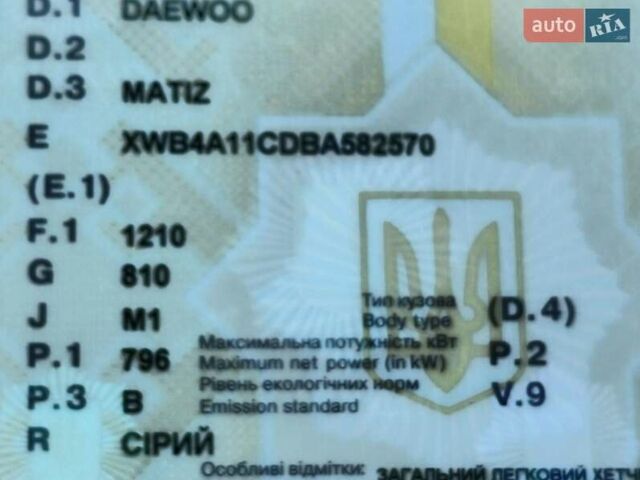 D.1 DAEWOO
auto RIA
D.2
D.3 MATIZ
E XWB4A11CDBA582570
(E.1)
F.1 1210
G 810
J M1 Тип кузова (D.4)
Body type
P.1 796 Максимальна потужність кВт P.2
Maximum net power (in kW)
P.3 B Рівень екологічних норм V.9
Emission standard
R СІРИЙ
Особливі відмітки: ЗАГАЛЬНИЙ ЛЕГКОВИЙ ХЕТЧ